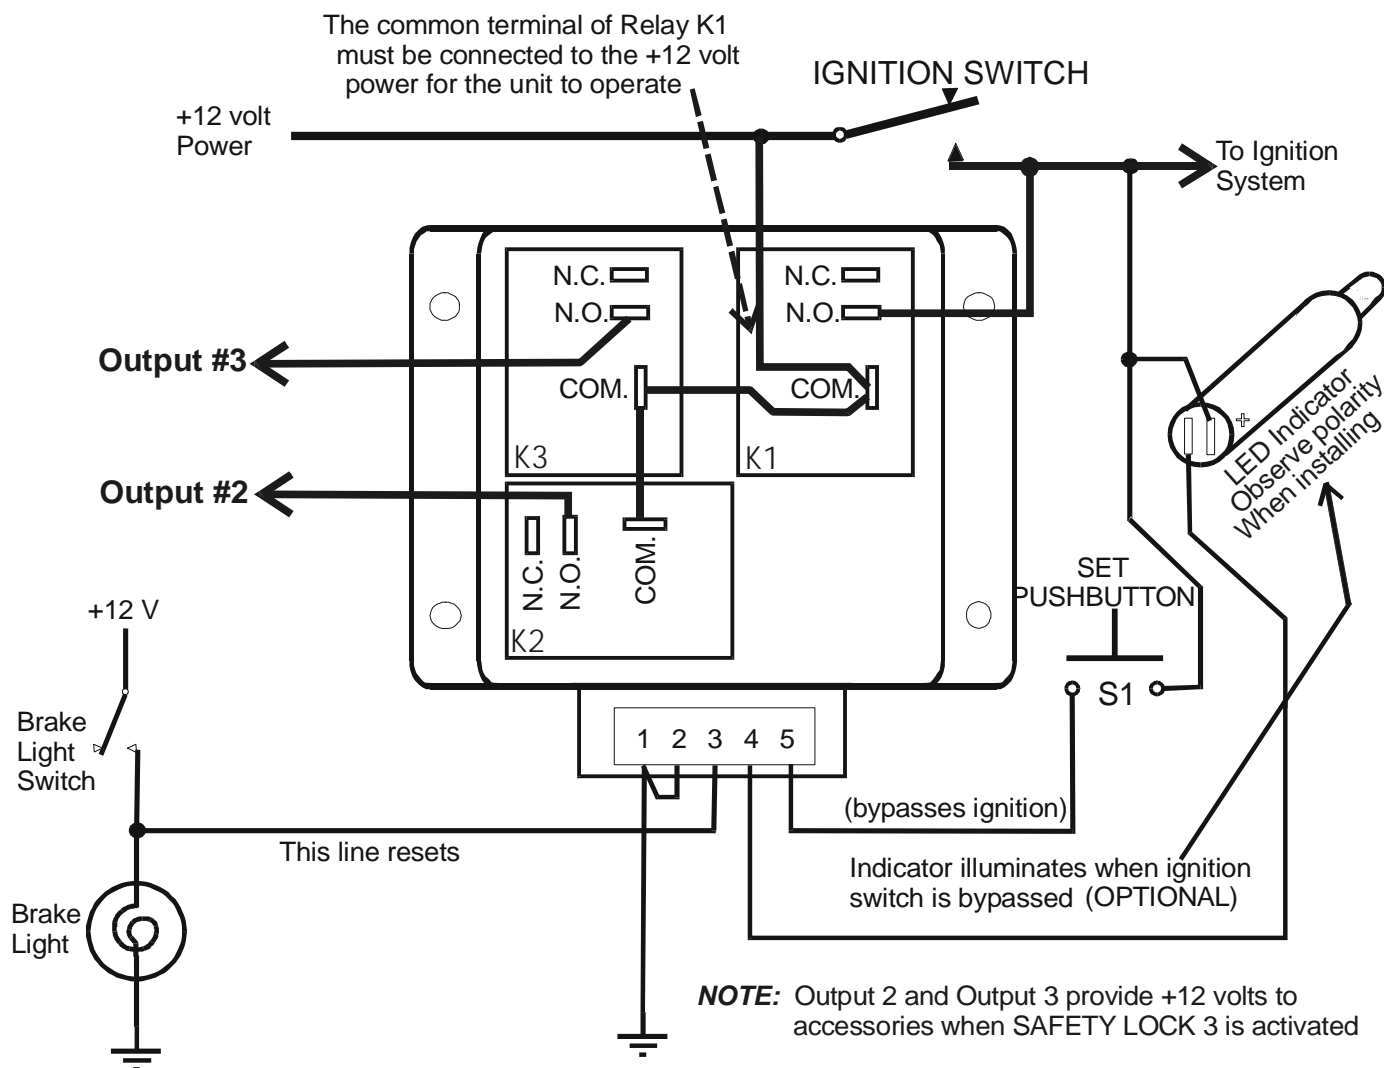 The common terminal of Relay K1
must be connected to the +12 volt
power for the unit to operate
IGNITION SWITCH
+12 volt
Power
To Ignition
System
N.C.
N.O.
COM.
K3
N.C.
N.O.
COM.
K1
Output #3
Output #2
N.C.
N.O.
COM.
K2
+
LED Indicator
Observe polarity
When installing
SET
PUSHBUTTON
S1
+12 V
Brake
Light
Switch
1 2 3 4 5
(bypasses ignition)
This line resets
Indicator illuminates when ignition
switch is bypassed (OPTIONAL)
Brake
Light
NOTE: Output 2 and Output 3 provide +12 volts to
accessories when SAFETY LOCK 3 is activated